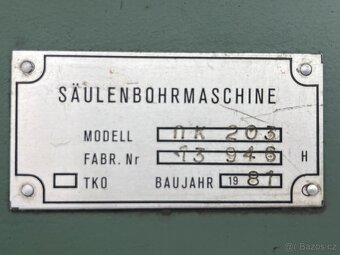 SÄULENBOHRMASCHINE
MODELL ПК 203
FABR. Nr 13 946 H
TKO BAUJAHR 1981
© Bazos.cz